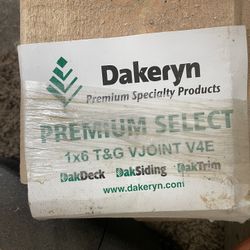 Dakeryn
Premium Specialty Products
PREMIUM SELECT
1x6 T&G VJOINT V4E
DakDeck DakSiding DakTrim
www.dakeryn.com